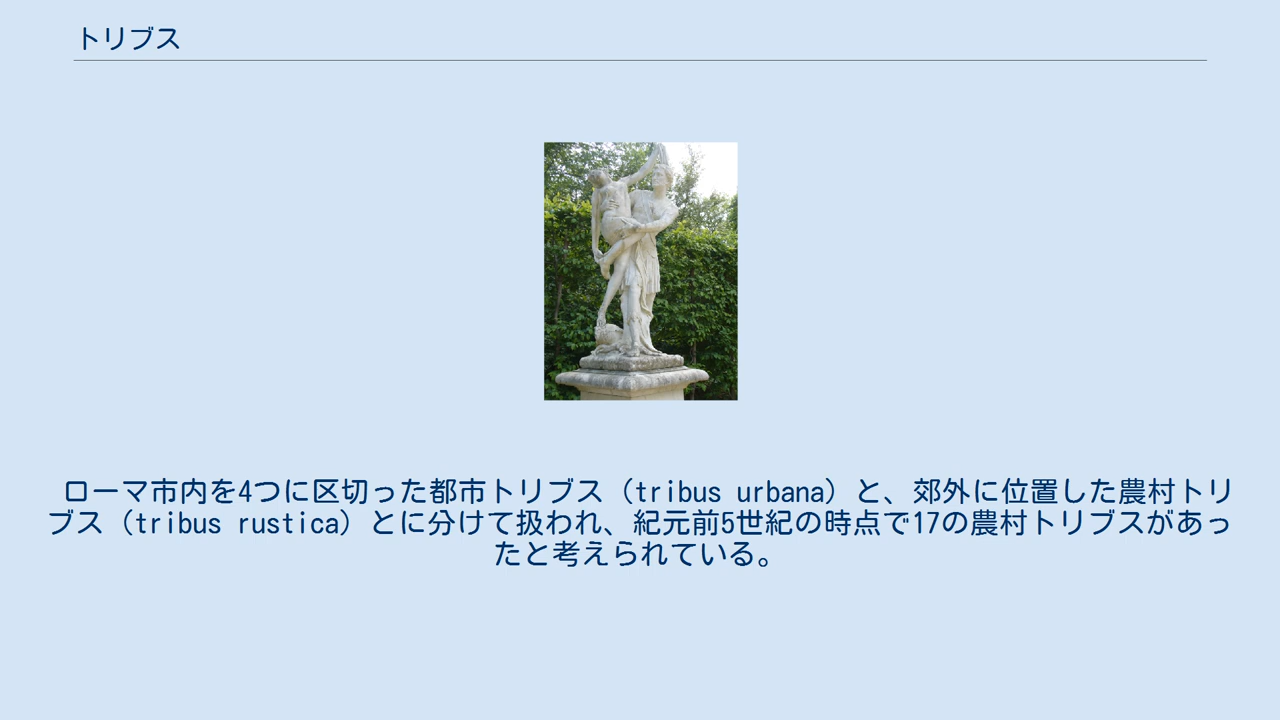 トリブス
ローマ市内を4つに区切った都市トリブス（tribus urbana）と、郊外に位置した農村トリ
ブス（tribus rustica）とに分けて扱われ、紀元前5世紀の時点で17の農村トリブスがあっ
たと考えられている。